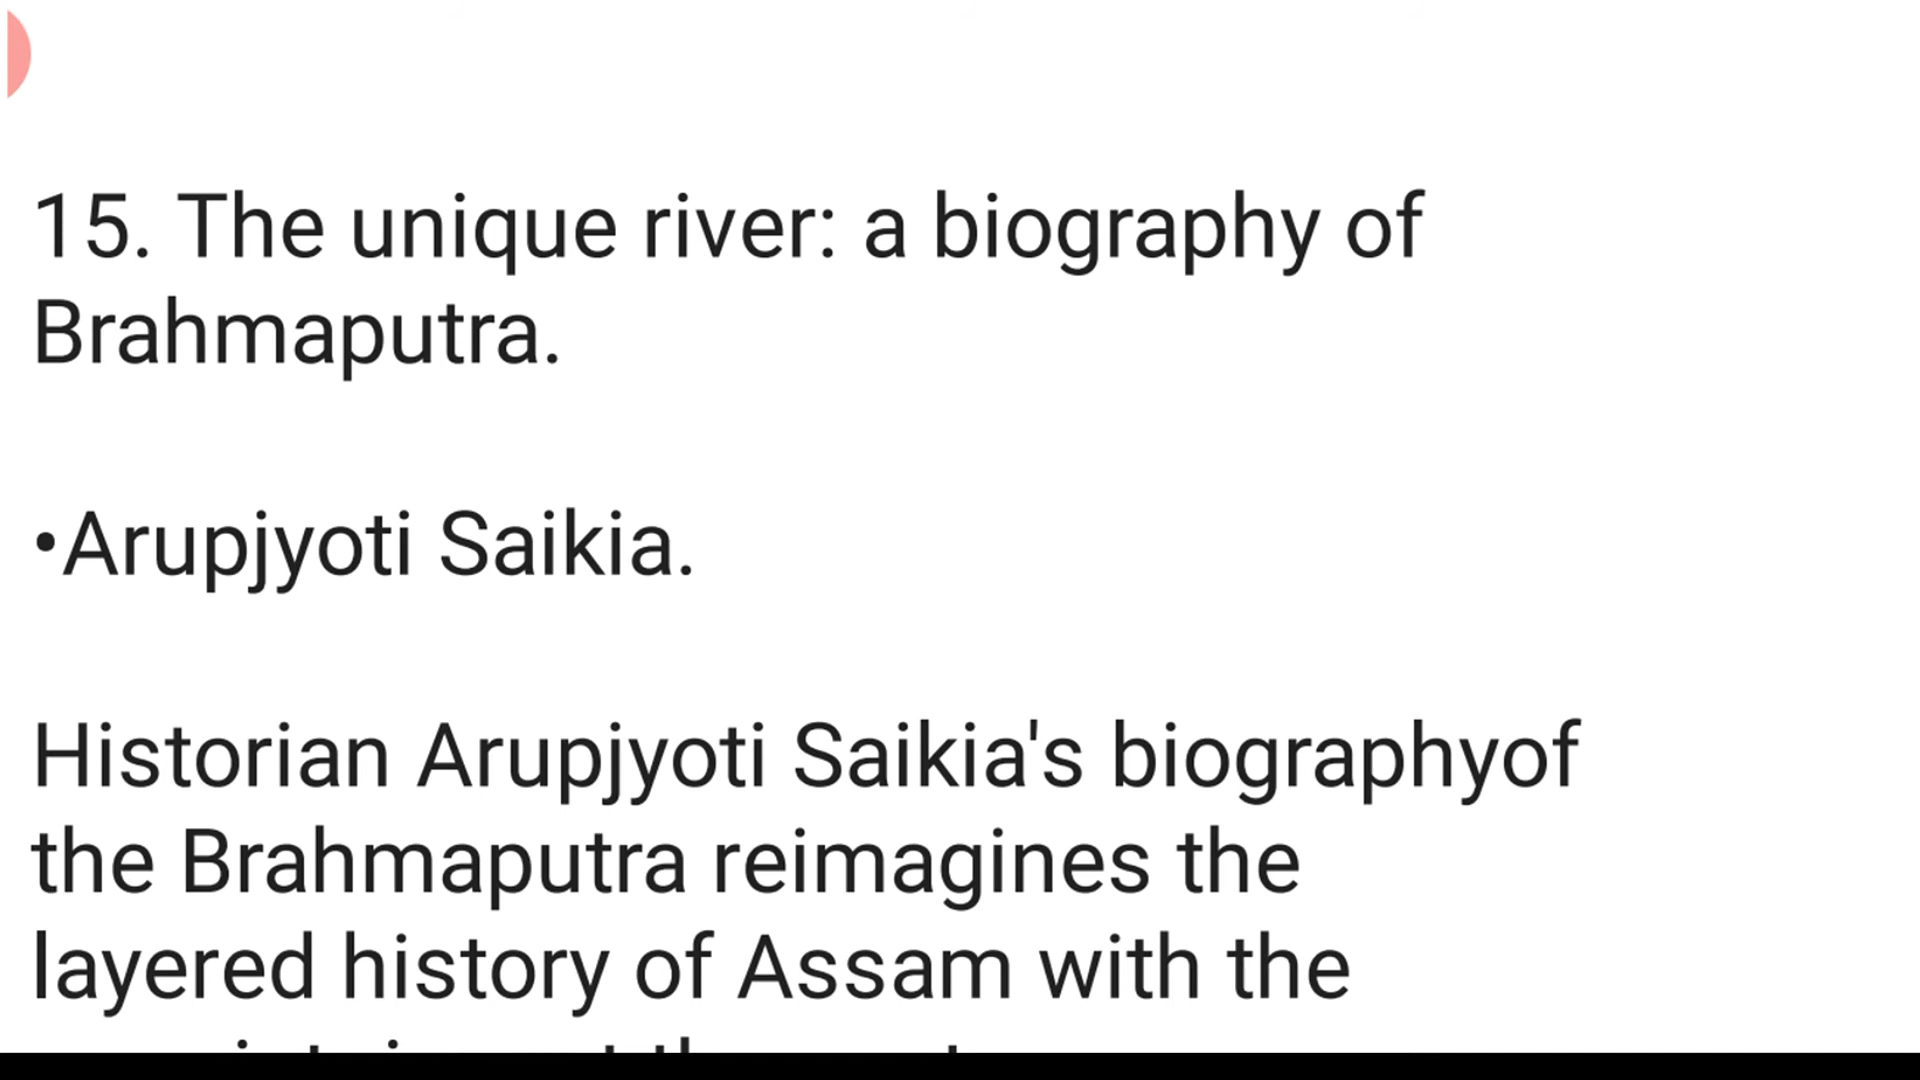 15. The unique river: a biography of
Brahmaputra.
•Arupjyoti Saikia.
Historian Arupjyoti Saikia's biographyof
the Brahmaputra reimagines the
layered history of Assam with the